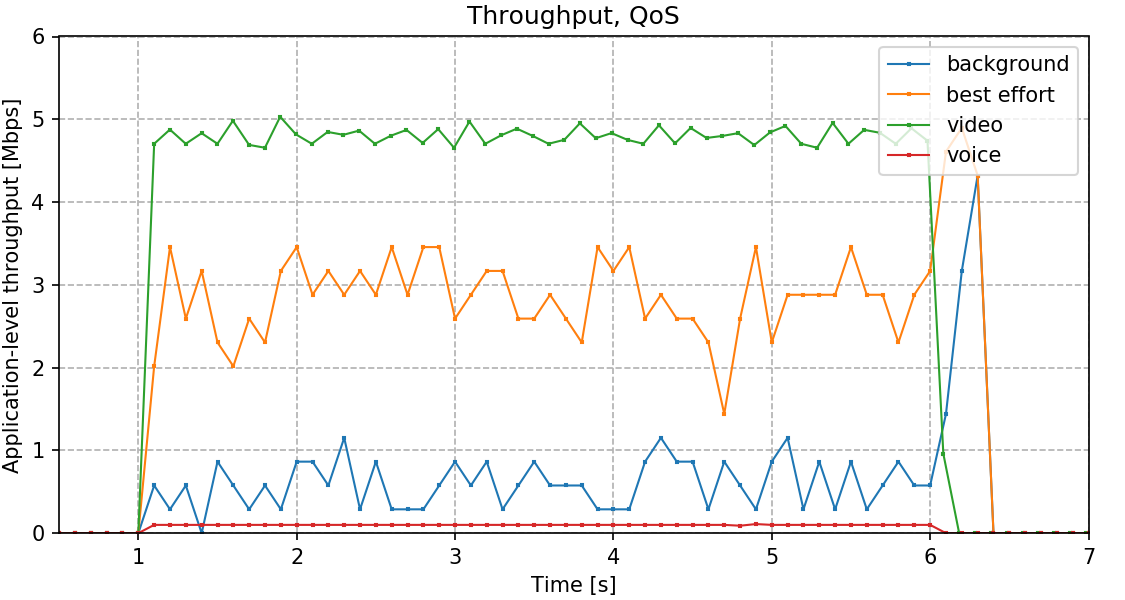 Throughput, QoS
Application-level throughput [Mbps]
6
5
4
3
2
1
0
background
best effort
video
voice
1 2 3 4 5 6 7
Time [s]